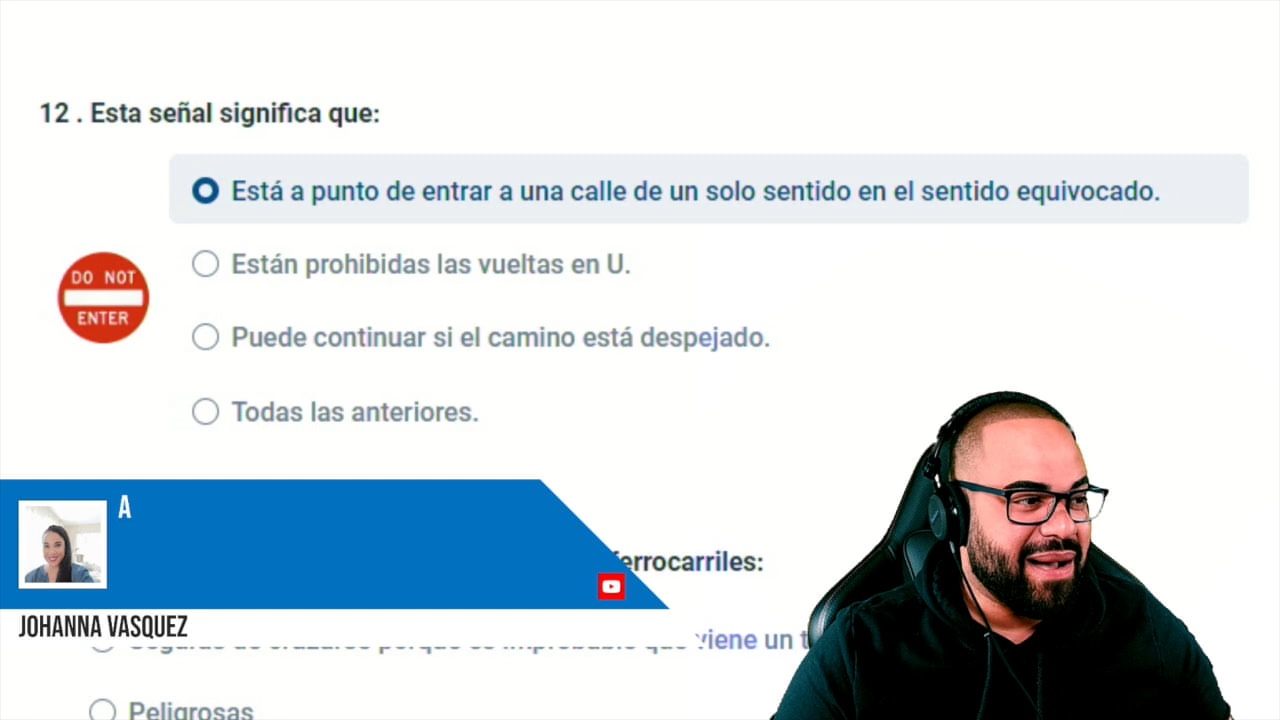 12 . Esta señal significa que:
Está a punto de entrar a una calle de un solo sentido en el sentido equivocado.
Están prohibidas las vueltas en U.
DO NOT
ENTER
Puede continuar si el camino está despejado.
Todas las anteriores.
A
errocarriles:
JOHANNA VASQUEZ
viene un t
Peligrosas